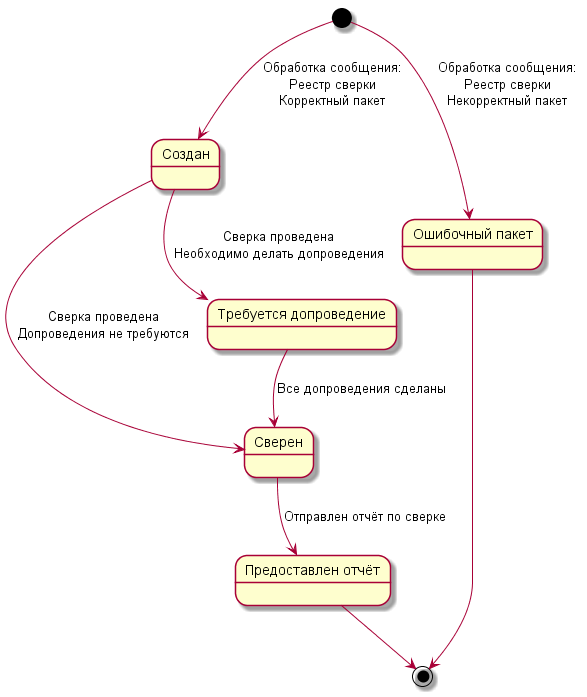 Обработка сообщения:
Реестр сверки
Корректный пакет
Обработка сообщения:
Реестр сверки
Некорректный пакет
Создан
Ошибочный пакет
Сверка проведена
Необходимо делать допроведения
Требуется допроведение
Сверка проведена
Допроведения не требуются
Все допроведения сделаны
Сверен
Отправлен отчёт по сверке
Предоставлен отчёт